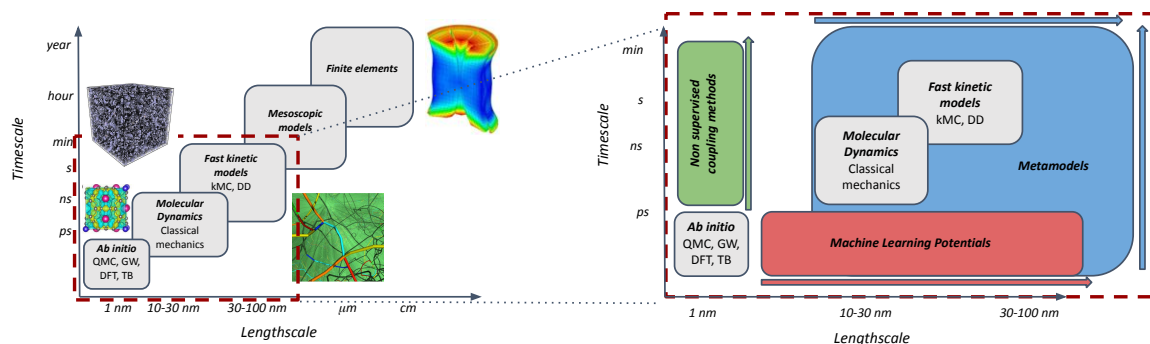 year
hour
min
s
ns
ps
Timescale
Finite elements
Mesoscopic
models
Fast kinetic
models
kMC, DD
Molecular
Dynamics
Classical
mechanics
Ab initio
QMC, GW,
DFT, TB
1 nm
10-30 nm
30-100 nm
μm
cm
Lengthscale
min
s
ns
ps
Timescale
Non supervised
coupling methods
Fast kinetic
models
kMC, DD
Molecular
Dynamics
Classical
mechanics
Metamodels
Ab initio
QMC, GW,
DFT, TB
Machine Learning Potentials
1 nm
10-30 nm
30-100 nm
Lengthscale